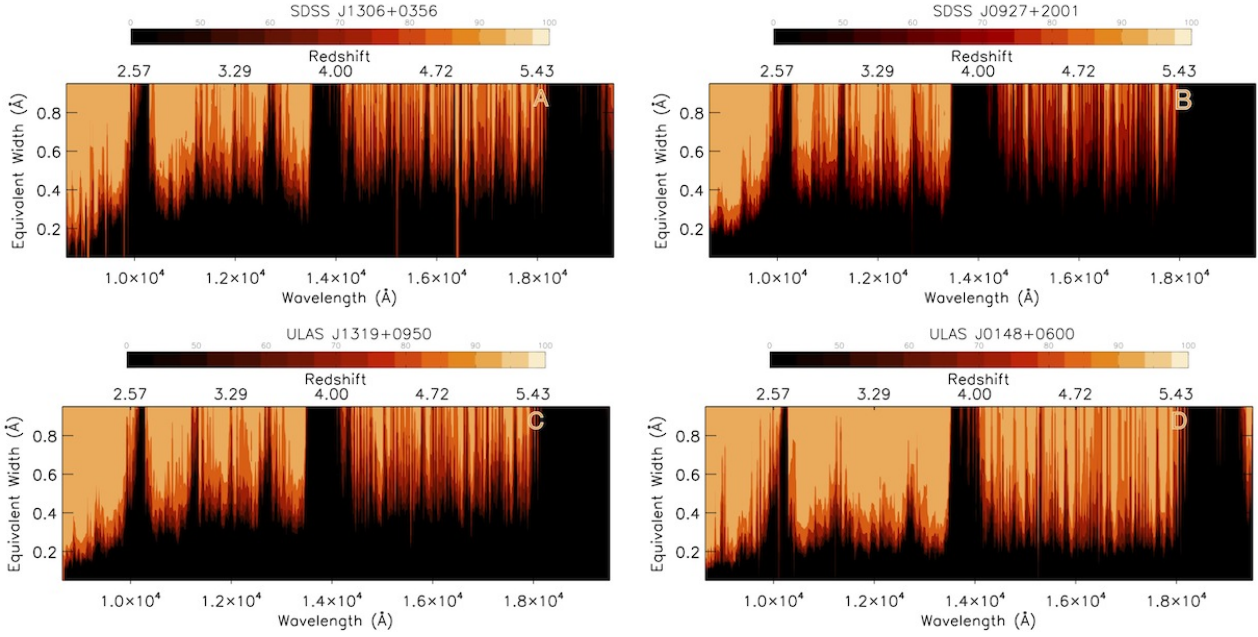 SDSS J1306+0356
0 50 60 70 80 90 100
Redshift
2.57 3.29 4.00 4.72 5.43
A
Equivalent Width (Å)
0.8
0.6
0.4
0.2
1.0×10⁴ 1.2×10⁴ 1.4×10⁴ 1.6×10⁴ 1.8×10⁴
Wavelength (Å)
SDSS J0927+2001
0 50 60 70 80 90 100
Redshift
2.57 3.29 4.00 4.72 5.43
B
Equivalent Width (Å)
0.8
0.6
0.4
0.2
1.0×10⁴ 1.2×10⁴ 1.4×10⁴ 1.6×10⁴ 1.8×10⁴
Wavelength (Å)
ULAS J1319+0950
0 50 60 70 80 90 100
Redshift
2.57 3.29 4.00 4.72 5.43
C
Equivalent Width (Å)
0.8
0.6
0.4
0.2
1.0×10⁴ 1.2×10⁴ 1.4×10⁴ 1.6×10⁴ 1.8×10⁴
Wavelength (Å)
ULAS J0148+0600
0 50 60 70 80 90 100
Redshift
2.57 3.29 4.00 4.72 5.43
D
Equivalent Width (Å)
0.8
0.6
0.4
0.2
1.0×10⁴ 1.2×10⁴ 1.4×10⁴ 1.6×10⁴ 1.8×10⁴
Wavelength (Å)